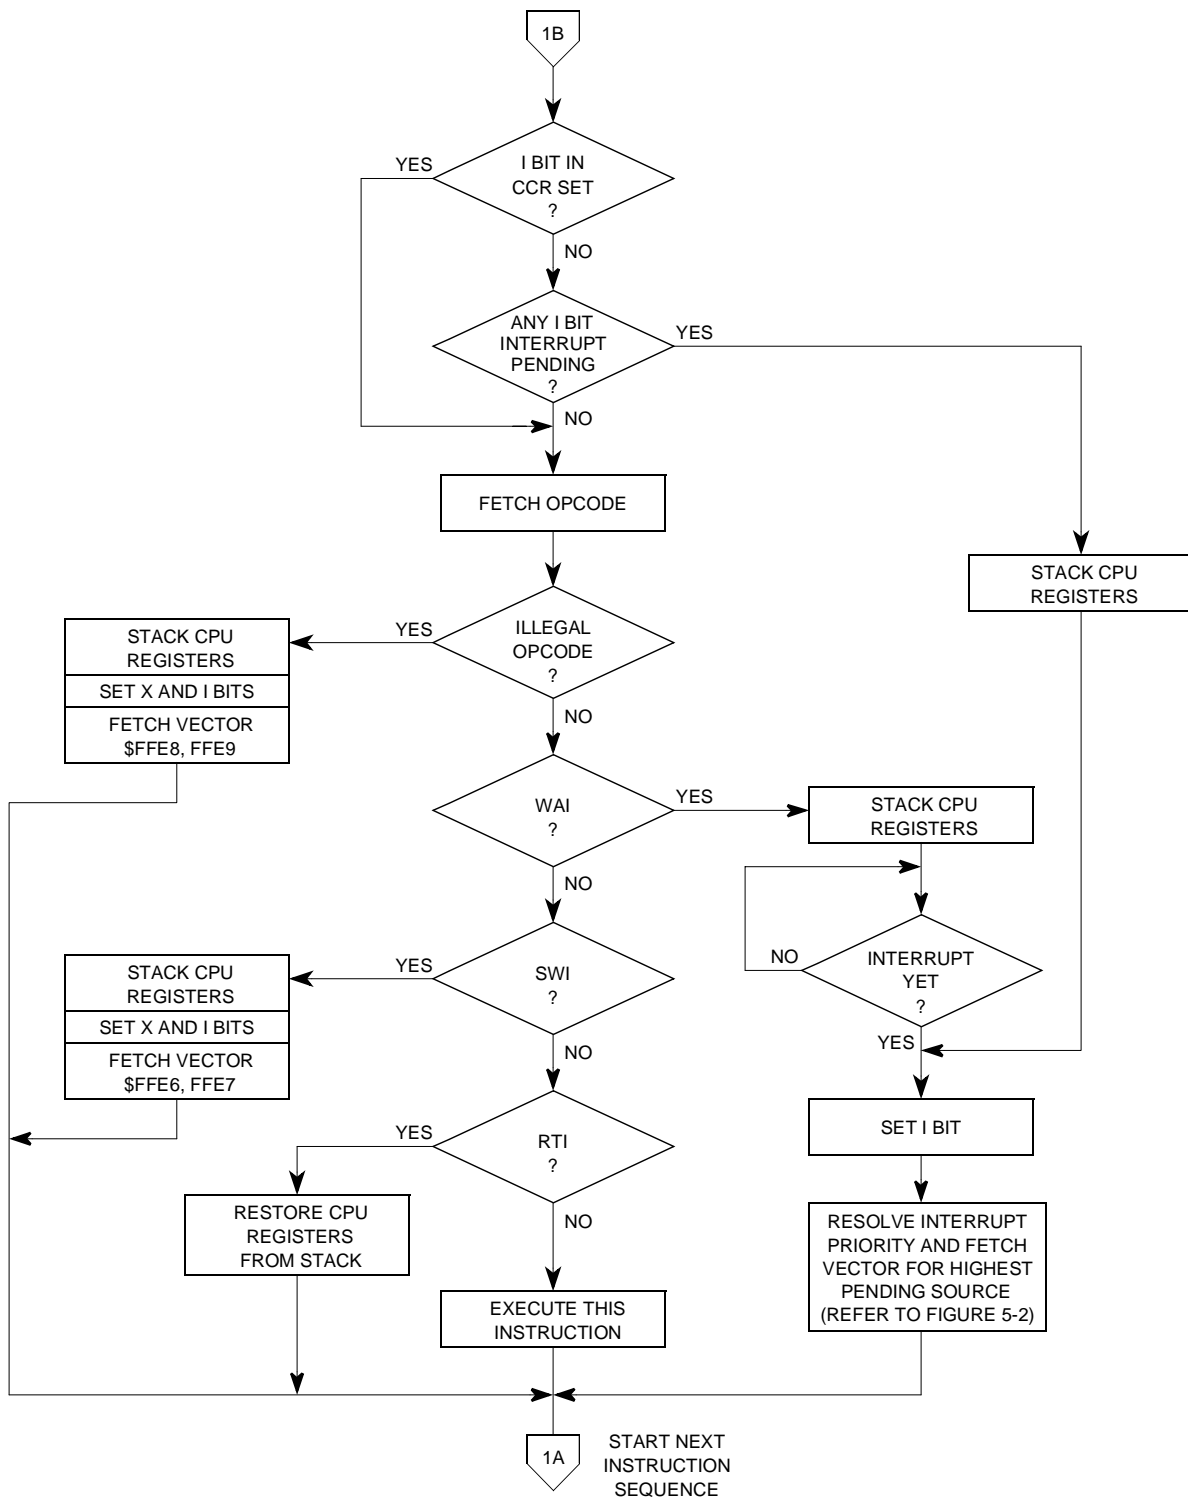 1B
I BIT IN
CCR SET
?
YES
NO
ANY I BIT
INTERRUPT
PENDING
?
YES
NO
FETCH OPCODE
STACK CPU
REGISTERS
ILLEGAL
OPCODE
?
YES
NO
STACK CPU
REGISTERS
SET X AND I BITS
FETCH VECTOR
$FFE8, FFE9
WAI
?
YES
NO
STACK CPU
REGISTERS
INTERRUPT
YET
?
NO
YES
SWI
?
YES
NO
STACK CPU
REGISTERS
SET X AND I BITS
FETCH VECTOR
$FFE6, FFE7
RTI
?
YES
NO
SET I BIT
RESTORE CPU
REGISTERS
FROM STACK
RESOLVE INTERRUPT
PRIORITY AND FETCH
VECTOR FOR HIGHEST
PENDING SOURCE
(REFER TO FIGURE 5-2)
EXECUTE THIS
INSTRUCTION
1A
START NEXT
INSTRUCTION
SEQUENCE